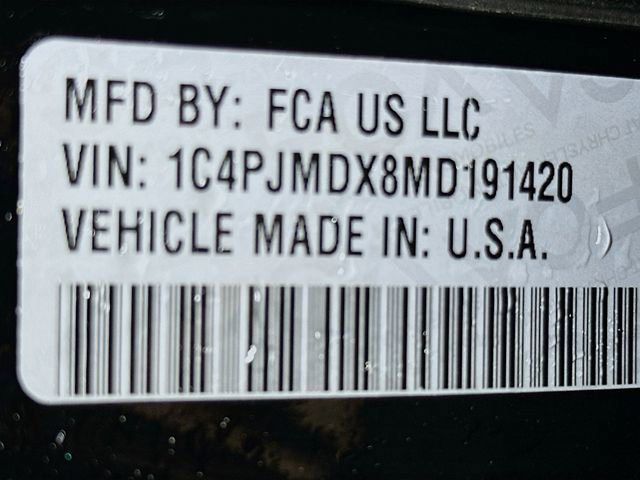 MFD BY: FCA US LLC
VIN: 1C4PJMDX8MD191420
VEHICLE MADE IN: U.S.A.